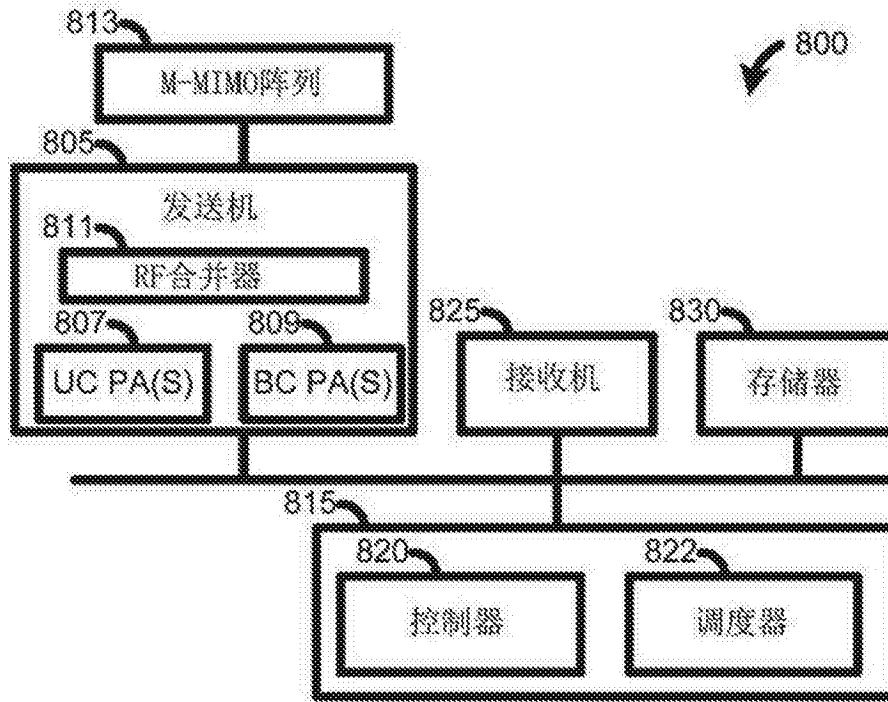 813
800
M-MIMO阵列
805
发送机
811
RF合并器
807
809
825
830
UC PA(S)
BC PA(S)
接收机
存储器
815
820
822
控制器
调度器